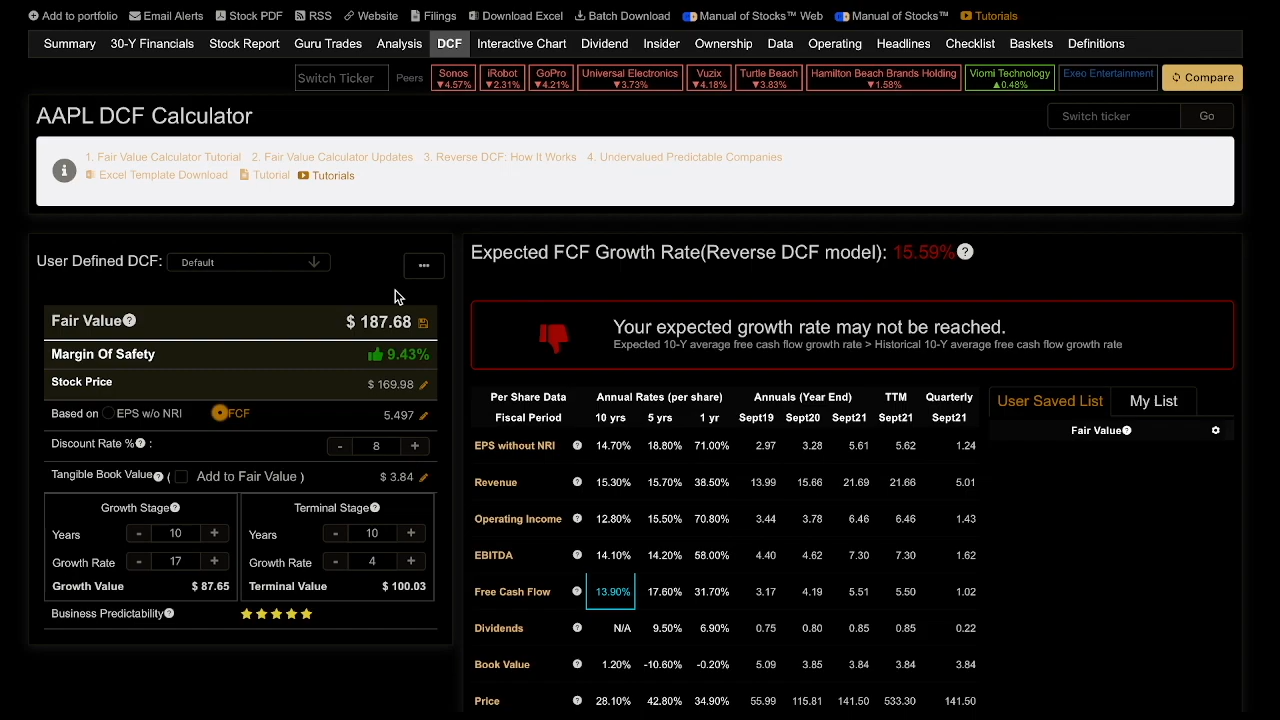 Add to portfolio Email Alerts Stock PDF RSS Website Filings Download Excel Batch Download Manual of Stocks™ Web Manual of Stocks™ Tutorials
Summary 30-Y Financials Stock Report Guru Trades Analysis DCF Interactive Chart Dividend Insider Ownership Data Operating Headlines Checklist Baskets Definitions
Switch Ticker Peers Sonos iRobot GoPro Universal Electronics Vuzix Turtle Beach Hamilton Beach Brands Holding Viomi Technology Exeo Entertainment Compare
▼4.57% ▼2.31% ▼4.21% ▼3.73% ▼4.18% ▼3.83% ▼1.58% ▲0.48%
AAPL DCF Calculator Switch ticker Go
1. Fair Value Calculator Tutorial 2. Fair Value Calculator Updates 3. Reverse DCF: How It Works 4. Undervalued Predictable Companies
Excel Template Download Tutorial Tutorials
User Defined DCF: Default ...
Fair Value $ 187.68
Margin Of Safety 9.43%
Stock Price $ 169.98
Based on EPS w/o NRI FCF 5.497
Discount Rate % : - 8 +
Tangible Book Value ( Add to Fair Value ) $ 3.84
Growth Stage Terminal Stage
Years - 10 + Years - 10 +
Growth Rate - 17 + Growth Rate - 4 +
Growth Value $ 87.65 Terminal Value $ 100.03
Business Predictability
Expected FCF Growth Rate(Reverse DCF model): 15.59%
Your expected growth rate may not be reached.
Expected 10-Y average free cash flow growth rate > Historical 10-Y average free cash flow growth rate
Per Share Data Annual Rates (per share) Annuals (Year End) TTM Quarterly
Fiscal Period 10 yrs 5 yrs 1 yr Sept19 Sept20 Sept21 Sept21 Sept21
EPS without NRI 14.70% 18.80% 71.00% 2.97 3.28 5.61 5.62 1.24
Revenue 15.30% 15.70% 38.50% 13.99 15.66 21.69 21.66 5.01
Operating Income 12.80% 15.50% 70.80% 3.44 3.78 6.46 6.46 1.43
EBITDA 14.10% 14.20% 58.00% 4.40 4.62 7.30 7.30 1.62
Free Cash Flow 13.90% 17.60% 31.70% 3.17 4.19 5.51 5.50 1.02
Dividends N/A 9.50% 6.90% 0.75 0.80 0.85 0.85 0.22
Book Value 1.20% -10.60% -0.20% 5.09 3.85 3.84 3.84 3.84
Price 28.10% 42.80% 34.90% 55.99 115.81 141.50 533.30 141.50
User Saved List My List
Fair Value